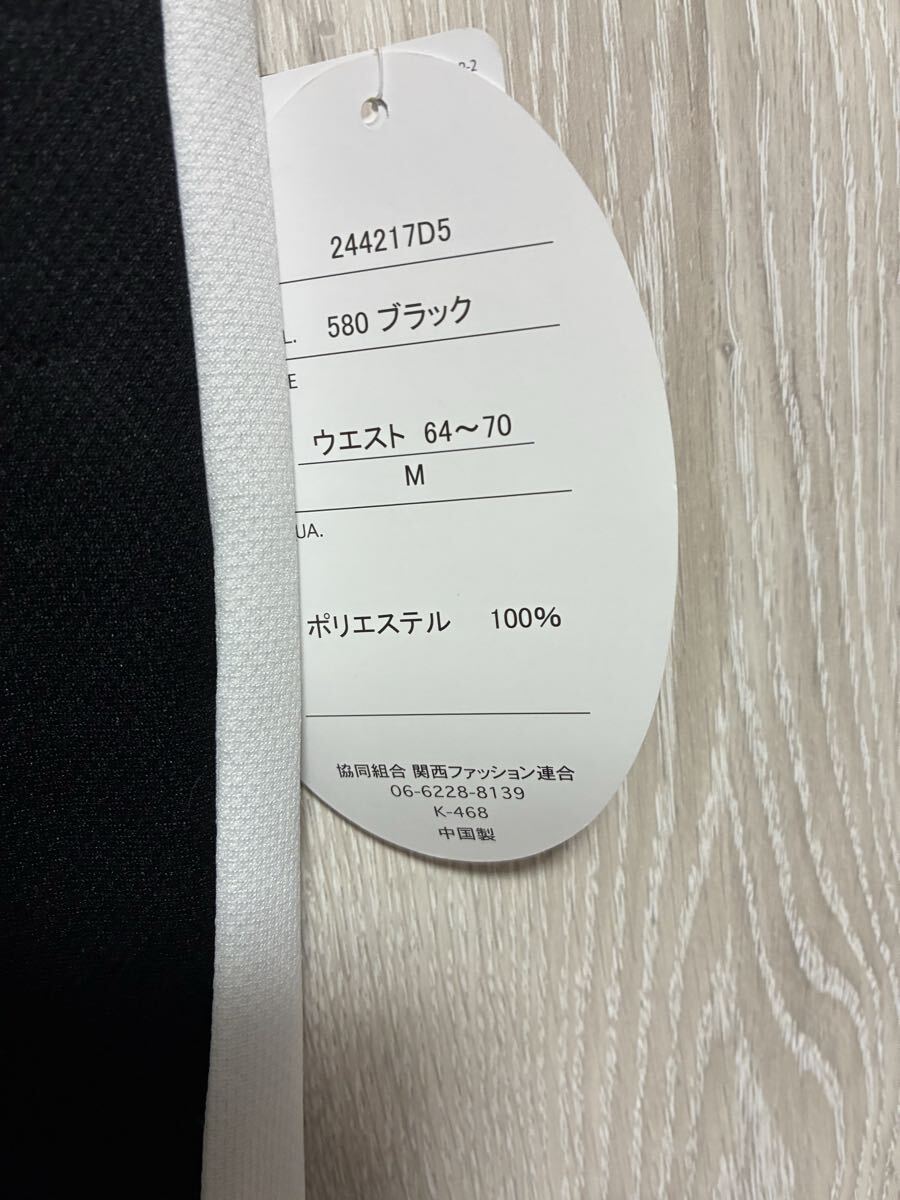 244217D5
L. 580 ブラック
E
ウエスト 64～70
M
UA.
ポリエステル 100%
協同組合 関西ファッション連合
06-6228-8139
K-468
中国製